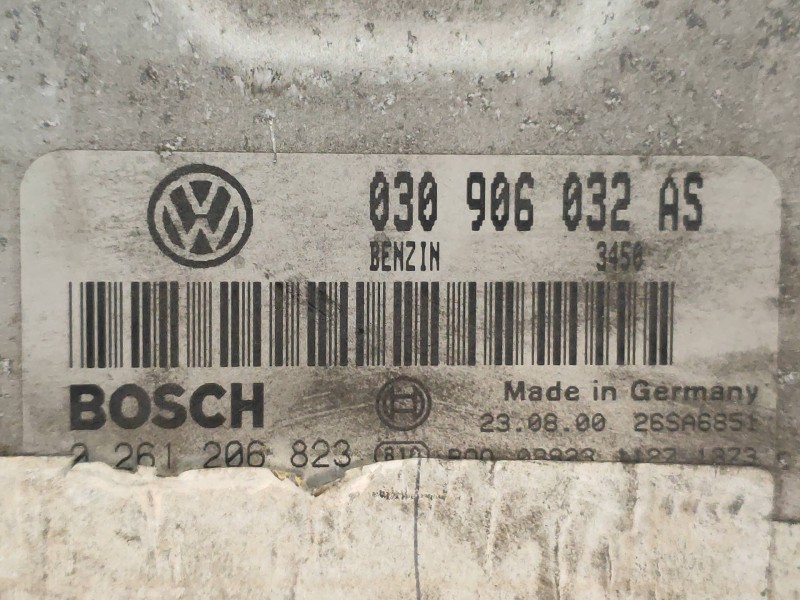 030 906 032 AS
BENZIN 3450
BOSCH
Made in Germany
23.08.00 26SA6851
0 261 206 823